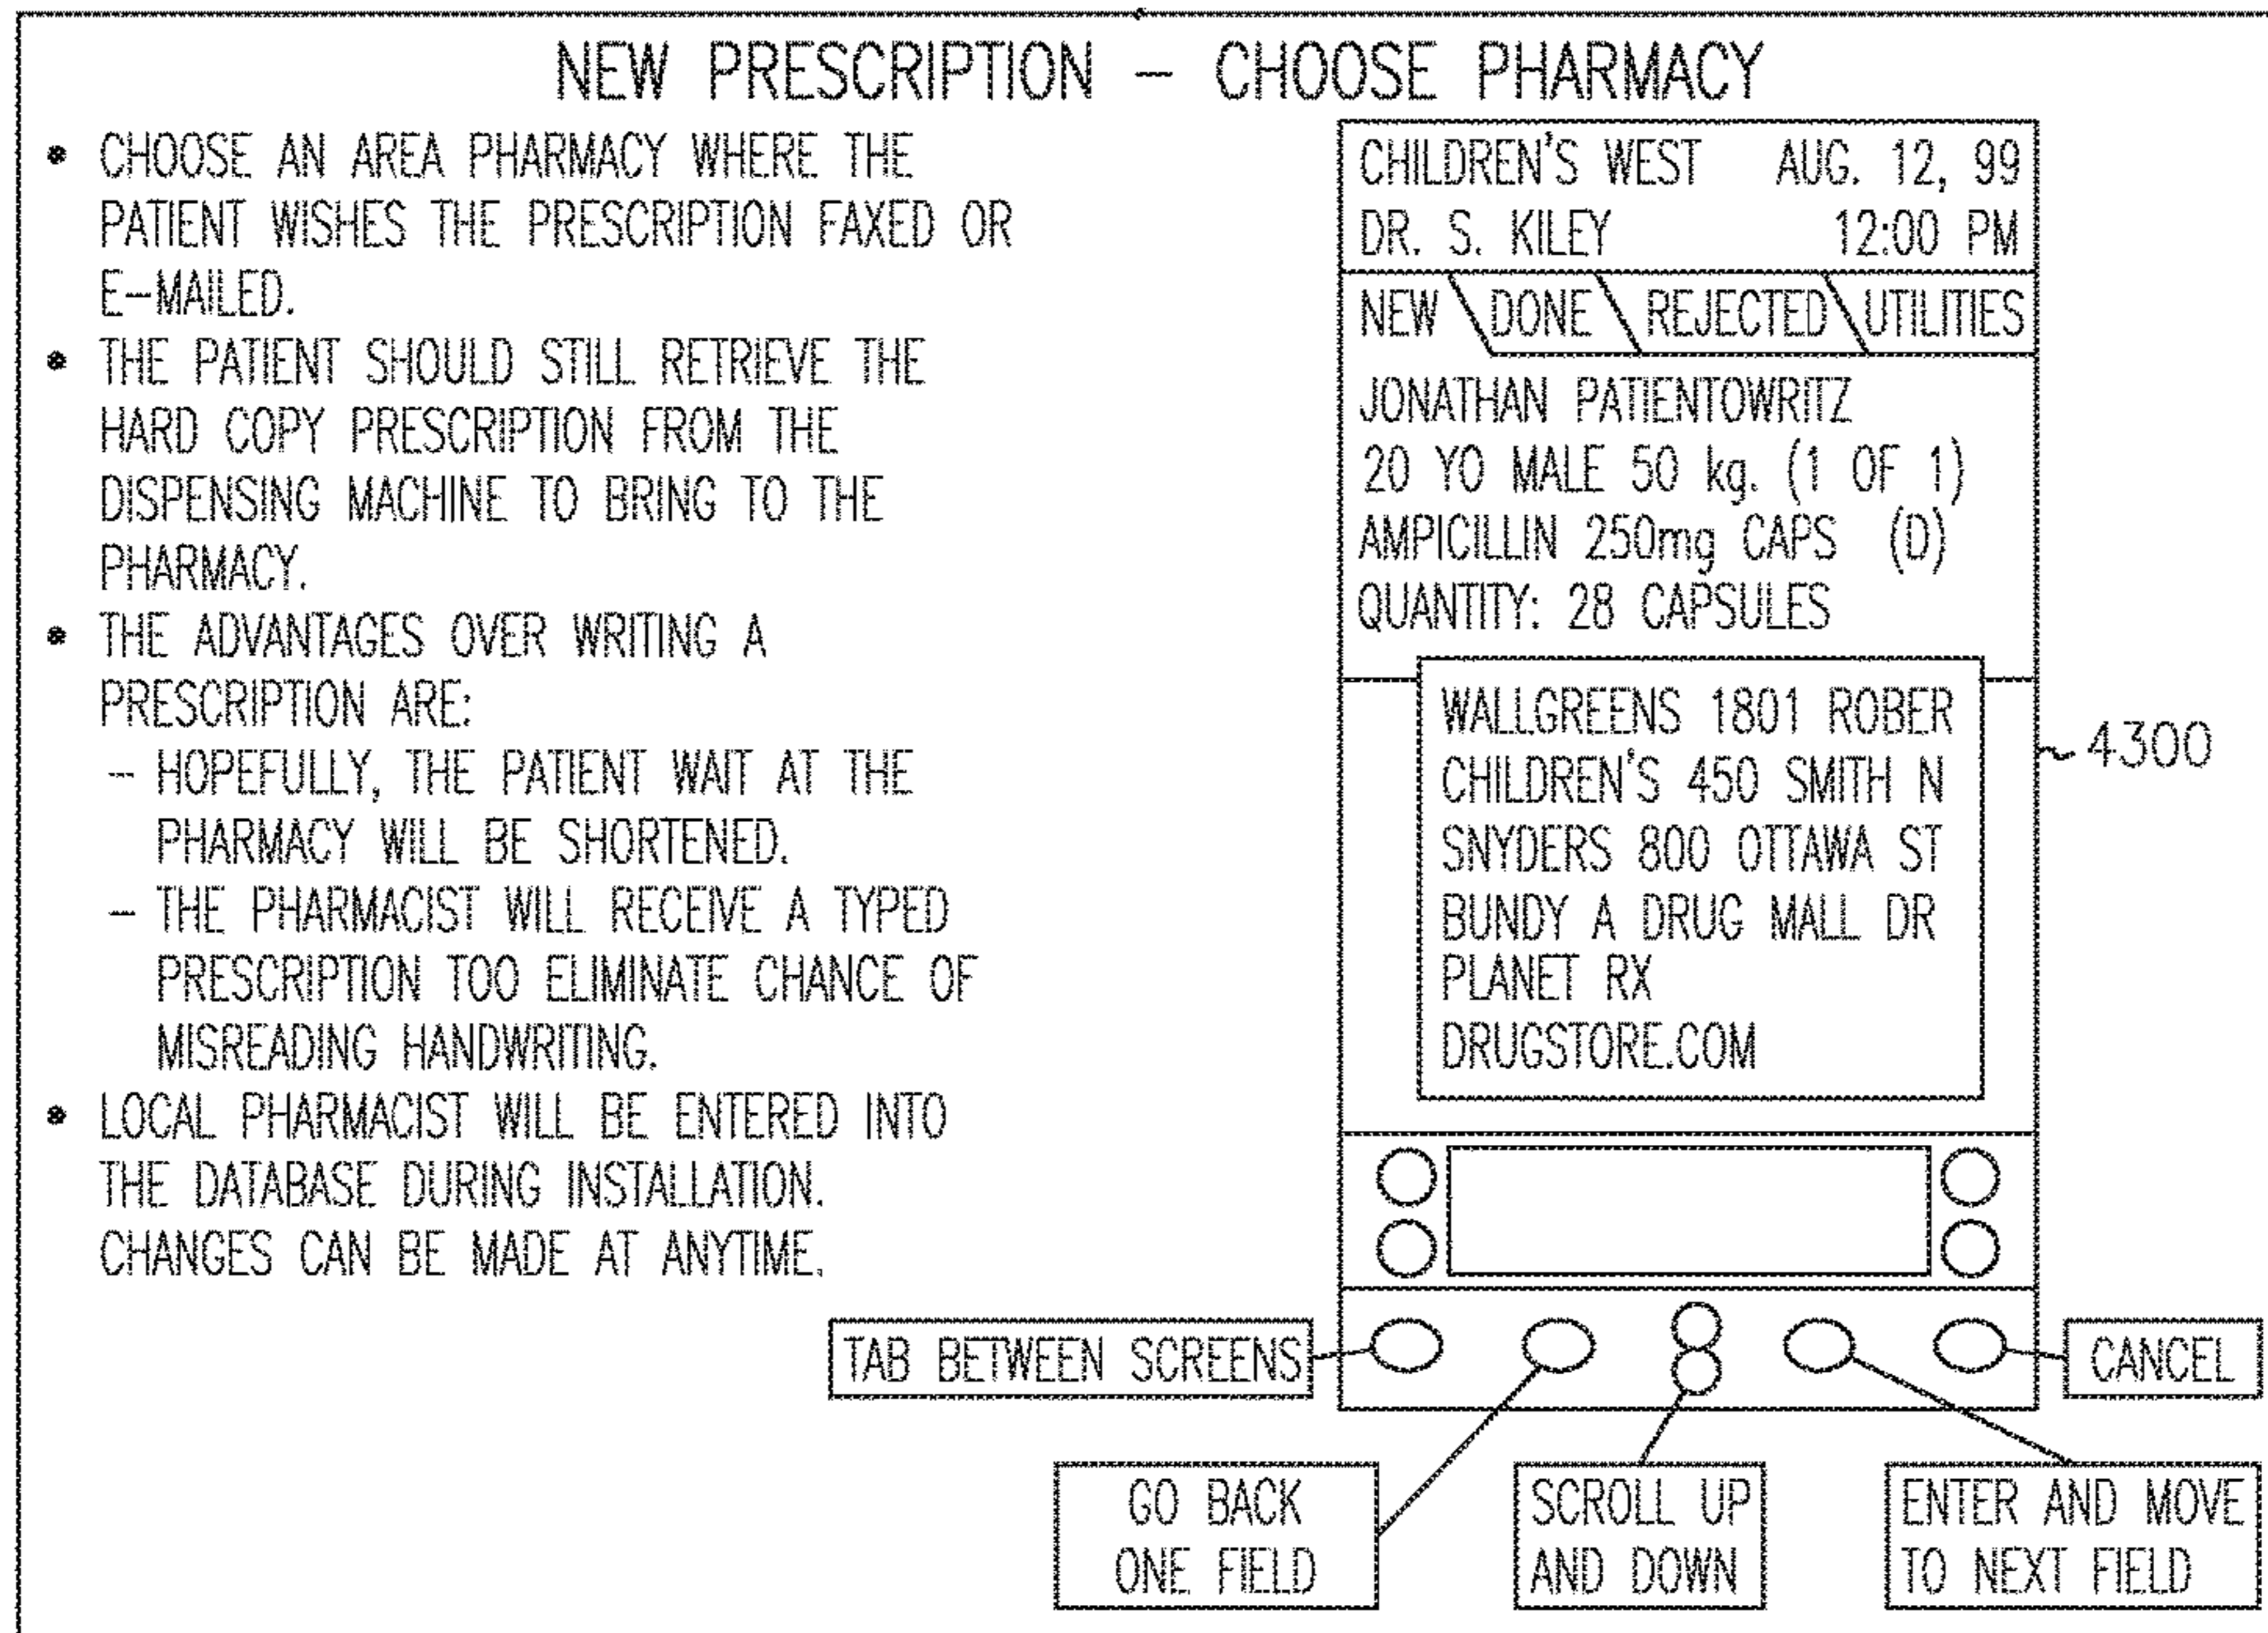 NEW PRESCRIPTION – CHOOSE PHARMACY
• CHOOSE AN AREA PHARMACY WHERE THE
PATIENT WISHES THE PRESCRIPTION FAXED OR
E–MAILED.
• THE PATIENT SHOULD STILL RETRIEVE THE
HARD COPY PRESCRIPTION FROM THE
DISPENSING MACHINE TO BRING TO THE
PHARMACY.
• THE ADVANTAGES OVER WRITING A
PRESCRIPTION ARE:
– HOPEFULLY, THE PATIENT WAIT AT THE
PHARMACY WILL BE SHORTENED.
– THE PHARMACIST WILL RECEIVE A TYPED
PRESCRIPTION TOO ELIMINATE CHANCE OF
MISREADING HANDWRITING.
• LOCAL PHARMACIST WILL BE ENTERED INTO
THE DATABASE DURING INSTALLATION.
CHANGES CAN BE MADE AT ANYTIME.
CHILDREN'S WEST AUG. 12, 99
DR. S. KILEY 12:00 PM
NEW DONE REJECTED UTILITIES
JONATHAN PATIENTOWRITZ
20 YO MALE 50 kg. (1 OF 1)
AMPICILLIN 250mg CAPS (D)
QUANTITY: 28 CAPSULES
WALLGREENS 1801 ROBER
CHILDREN'S 450 SMITH N
SNYDERS 800 OTTAWA ST
BUNDY A DRUG MALL DR
PLANET RX
DRUGSTORE.COM
4300
TAB BETWEEN SCREENS
CANCEL
GO BACK
ONE FIELD
SCROLL UP
AND DOWN
ENTER AND MOVE
TO NEXT FIELD